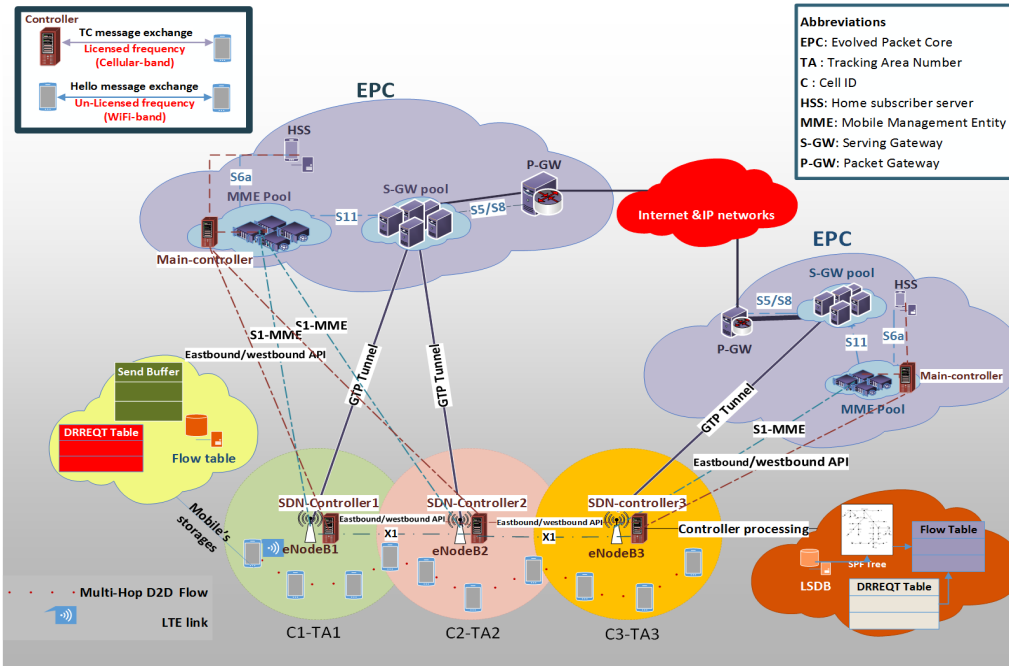 Controller
TC message exchange
Licensed frequency
(Cellular-band)
Hello message exchange
Un-Licensed frequency
(WiFi-band)
Abbreviations
EPC: Evolved Packet Core
TA : Tracking Area Number
C : Cell ID
HSS: Home subscriber server
MME: Mobile Management Entity
S-GW: Serving Gateway
P-GW: Packet Gateway
EPC
HSS
S6a
MME Pool
S11
S-GW pool
S5/S8
P-GW
Main-controller
Internet &IP networks
EPC
S-GW pool
HSS
S5/S8
P-GW
S6a
S11
MME Pool
Main-controller
S1-MME
S1-MME
Eastbound/westbound API
GTP Tunnel
GTP Tunnel
GTP Tunnel
S1-MME
Eastbound/westbound API
Send Buffer
DRREQT Table
Flow table
Mobile's
storages
SDN-Controller1
SDN-Controller2
SDN-controller3
Eastbound/westbound API
Eastbound/westbound API
X1
X1
eNodeB1
eNodeB2
eNodeB3
Controller processing
Flow Table
SPF Tree
LSDB
DRREQT Table
Multi-Hop D2D Flow
LTE link
C1-TA1
C2-TA2
C3-TA3